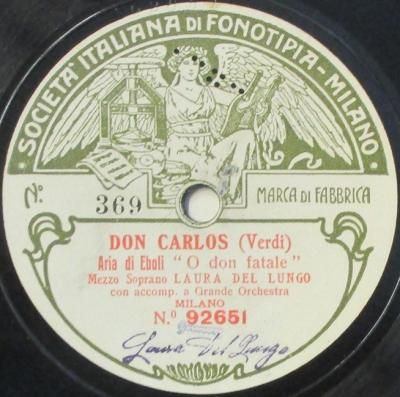 SOCIETA' ITALIANA DI FONOTIPIA - MILANO
No. 369
MARCA DI FABBRICA
DON CARLOS (Verdi)
Aria di Eboli "O don fatale"
Mezzo Soprano LAURA DEL LUNGO
con accomp. a Grande Orchestra
MILANO
N.º 92651
Laura Del Lungo